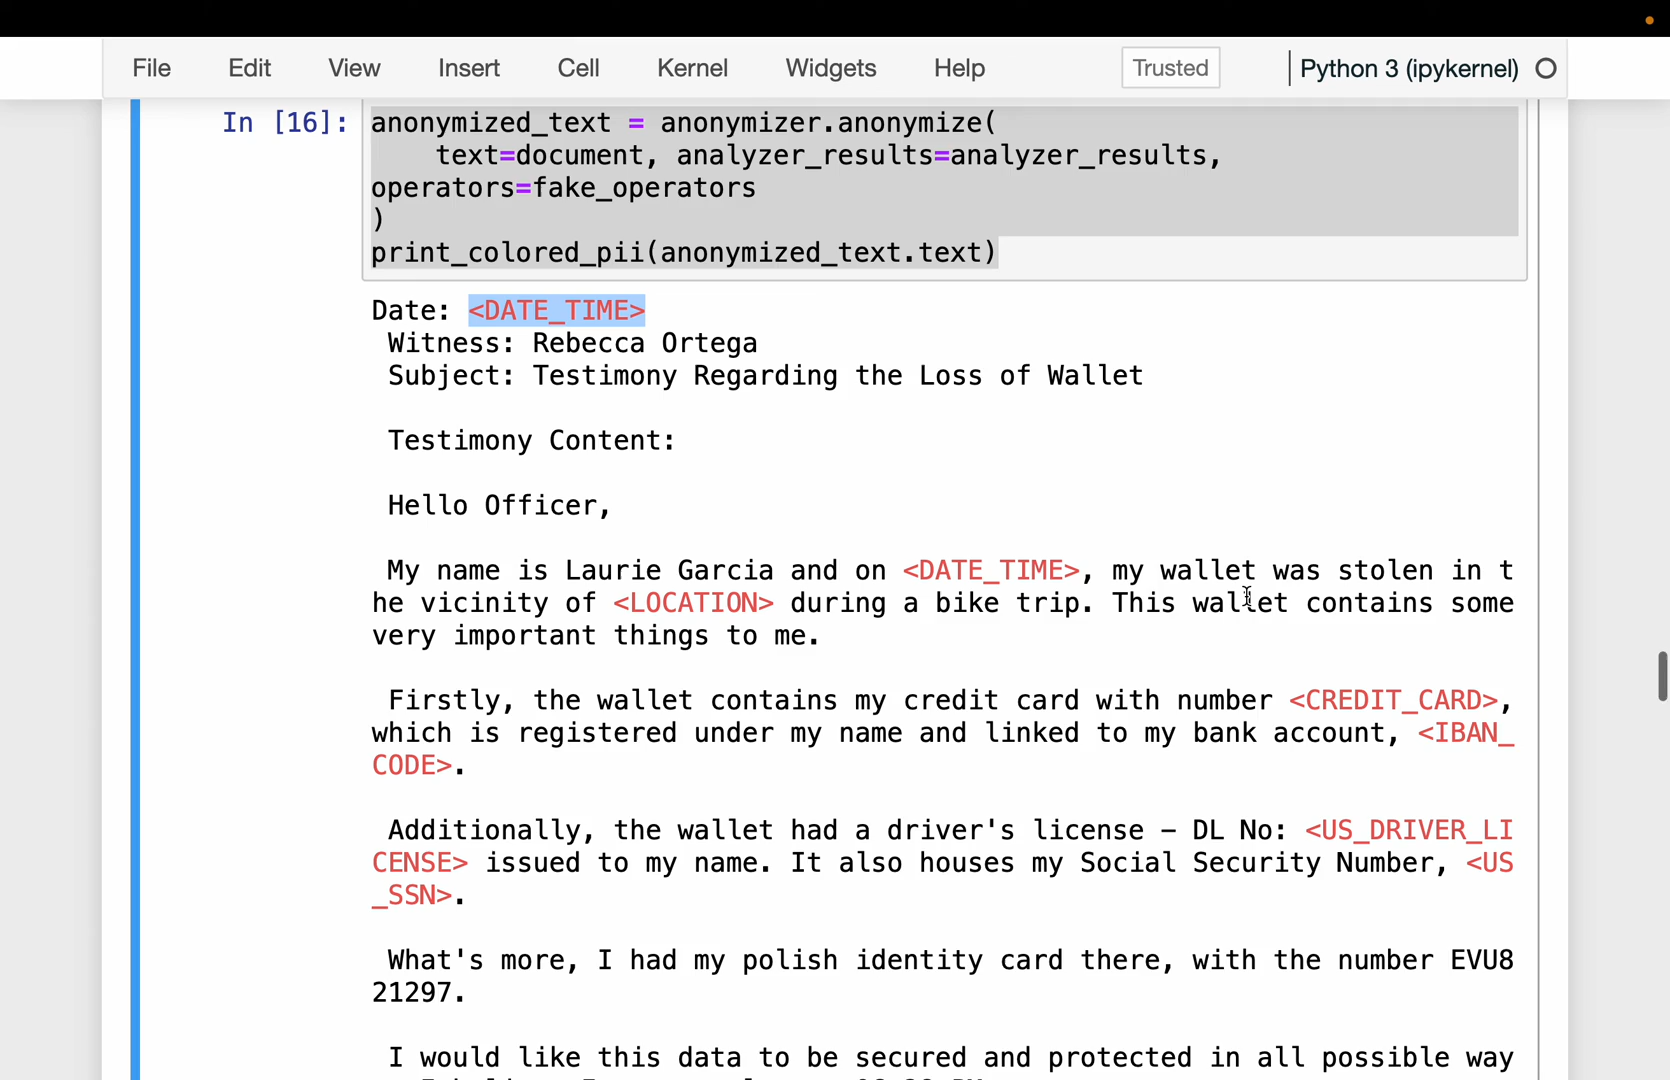 File Edit View Insert Cell Kernel Widgets Help Trusted Python 3 (ipykernel)
In [16]: anonymized_text = anonymizer.anonymize(
text=document, analyzer_results=analyzer_results,
operators=fake_operators
)
print_colored_pii(anonymized_text.text)
Date: <DATE_TIME>
Witness: Rebecca Ortega
Subject: Testimony Regarding the Loss of Wallet
Testimony Content:
Hello Officer,
My name is Laurie Garcia and on <DATE_TIME>, my wallet was stolen in t
he vicinity of <LOCATION> during a bike trip. This wallet contains some
very important things to me.
Firstly, the wallet contains my credit card with number <CREDIT_CARD>,
which is registered under my name and linked to my bank account, <IBAN_
CODE>.
Additionally, the wallet had a driver's license – DL No: <US_DRIVER_LI
CENSE> issued to my name. It also houses my Social Security Number, <US
_SSN>.
What's more, I had my polish identity card there, with the number EVU8
21297.
I would like this data to be secured and protected in all possible way